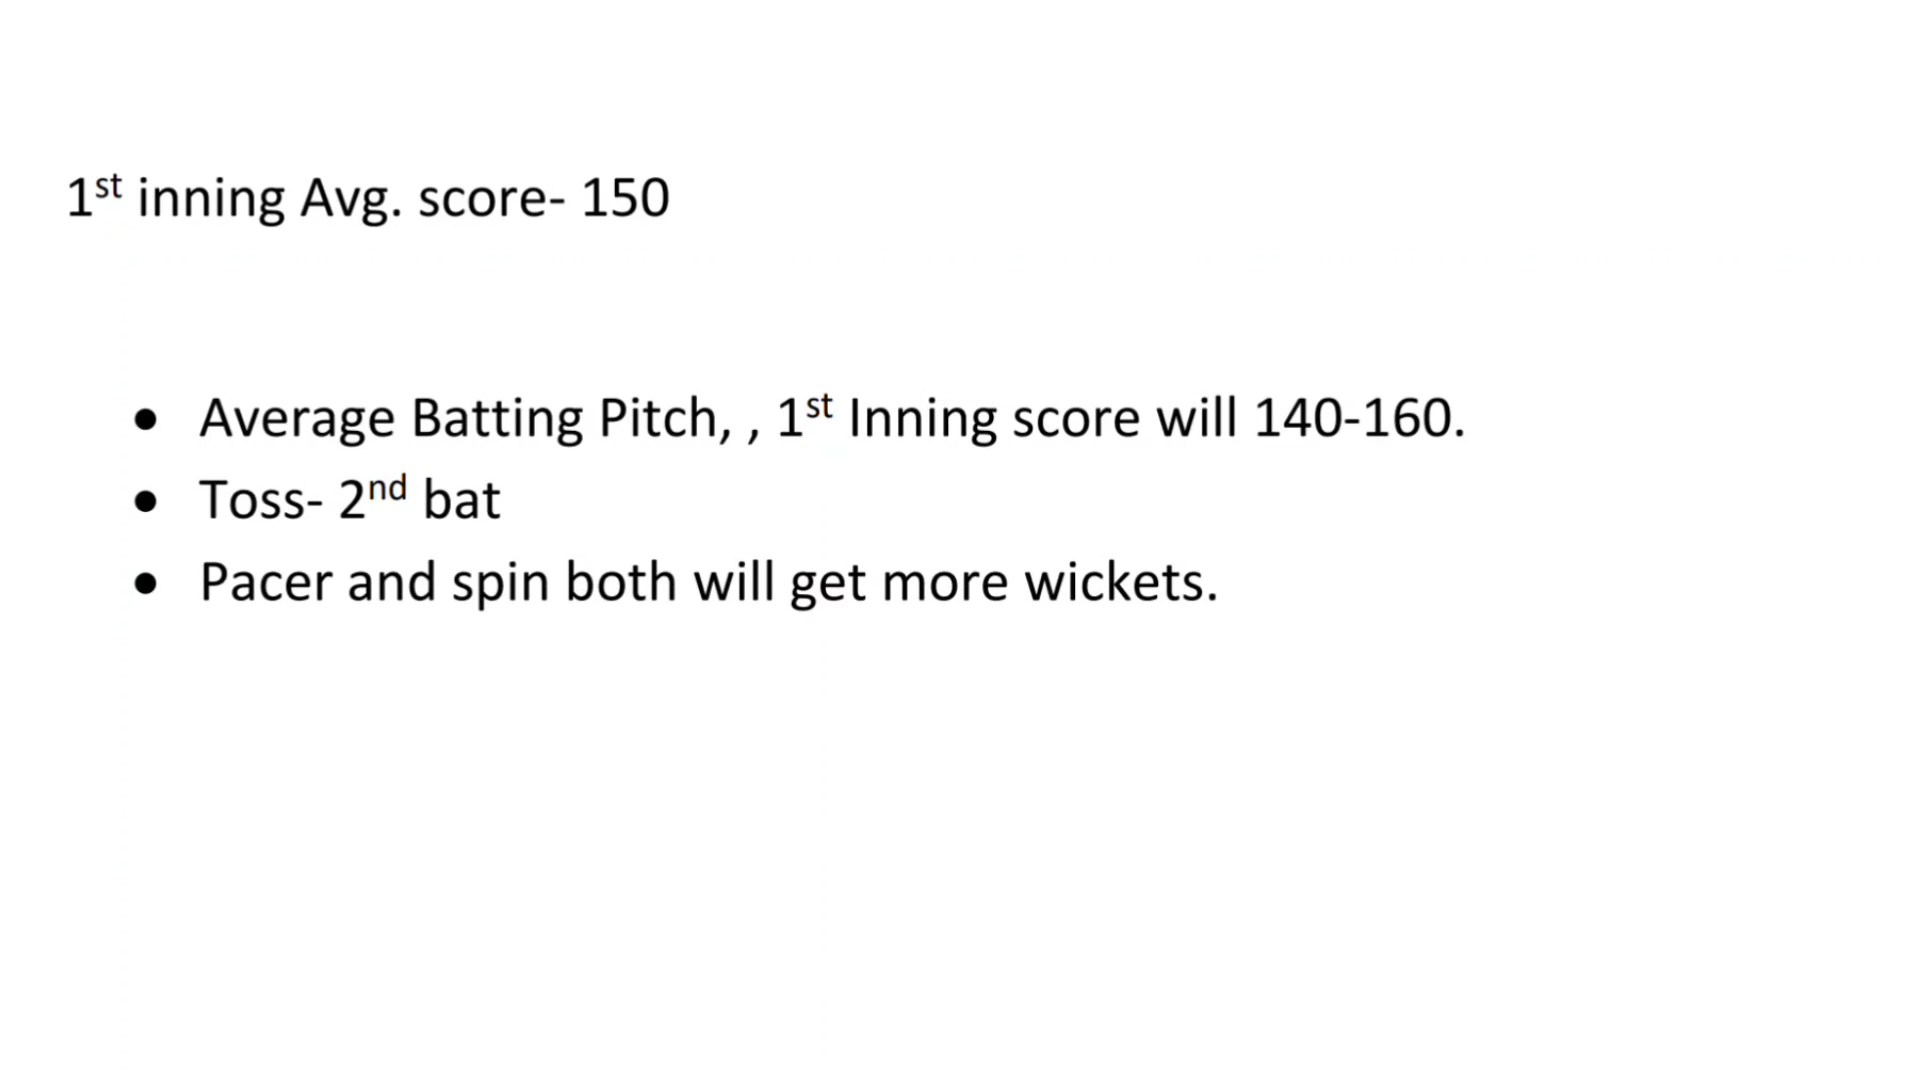 1st inning Avg. score- 150
• Average Batting Pitch, , 1st Inning score will 140-160.
• Toss- 2nd bat
• Pacer and spin both will get more wickets.